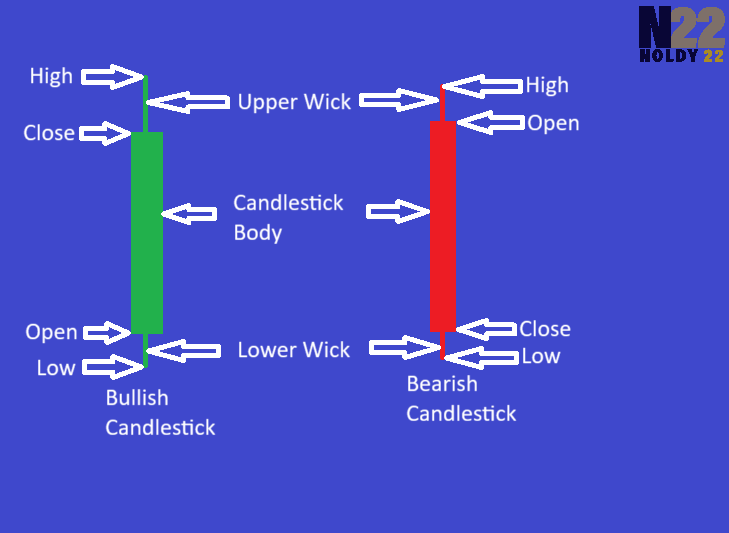 N22
NOLDY 22
High
High
Upper Wick
Close
Open
Candlestick
Body
Open
Close
Lower Wick
Low
Low
Bullish
Candlestick
Bearish
Candlestick